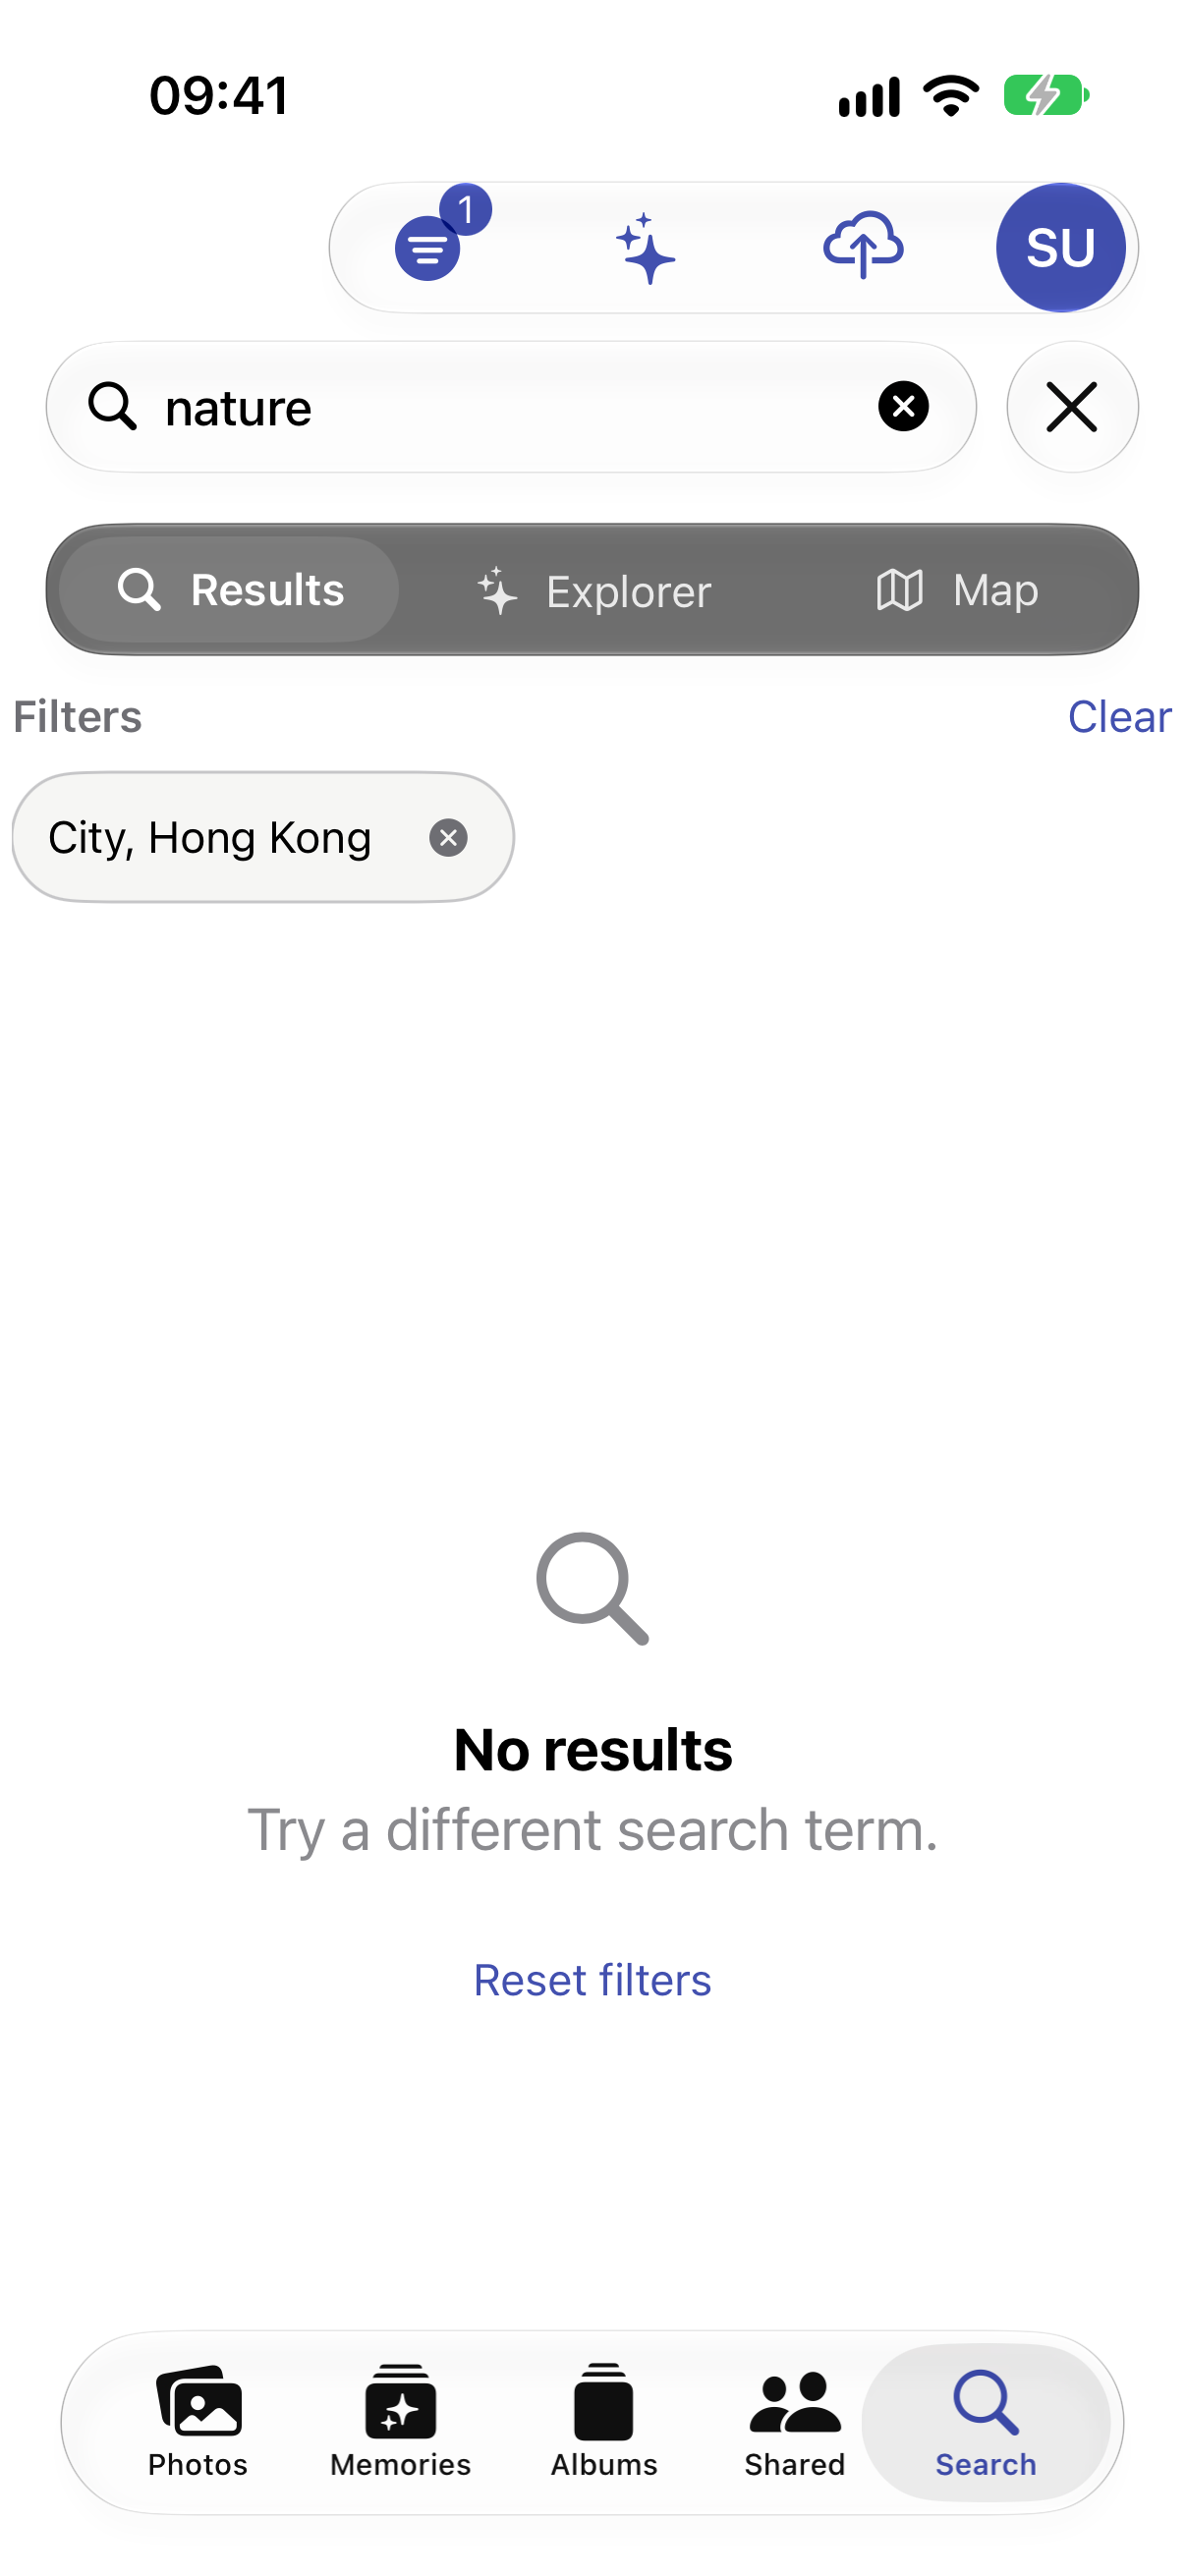 09:41
1
SU
nature
Results
Explorer
Map
Filters
Clear
City, Hong Kong
No results
Try a different search term.
Reset filters
Photos
Memories
Albums
Shared
Search